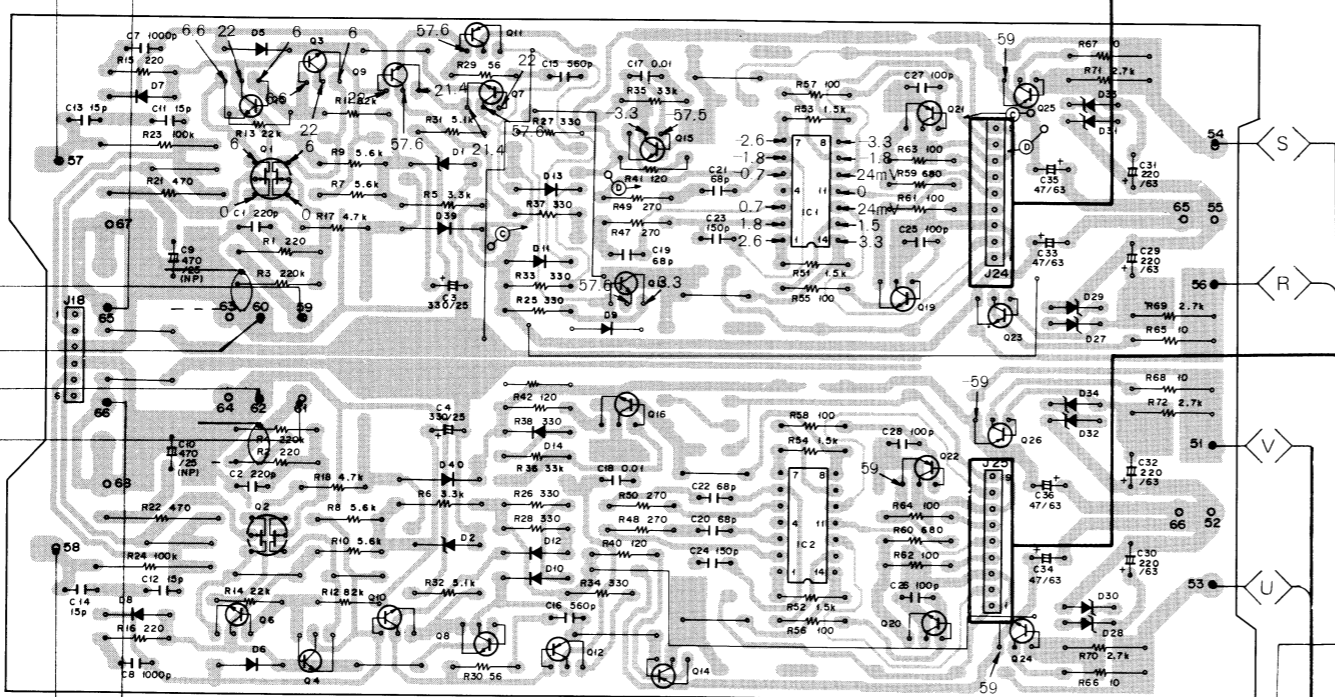 C7 1000p
R15 220
D7
C13 15p
C11 15p
R23 100k
57
R21 470
67
C9
470
/25
(NP)
J18
1
65
6
66
6.6 22 D5 6 6
Q3
Q9
R13 22k
22
6 Q1 6
0 0
C1 220p
R9 5.6k
R7 5.6k
R17 4.7k
R1 220
R3 220k
63 60 59
57.6
Q11
R29 56
C15 560p
22
Q7
21.4
R31 5.1k
57.6
57.6
R27 330
D1
21.4
R5 3.3k
D39
C
C3
330/25
D13
R37 330
D11
R33 330
R25 330
D9
C17 0.01
R35 33k
-3.3
-57.5
Q15
R41 120
D
R49 270
R47 270
C19
68p
57.6
3.3
C21
68p
C23
150p
R57 100
R53 1.5k
-2.6
-1.8
-0.7
0.7
1.8
2.6
7 8
4 11
IC1
1 14
-3.3
-1.8
24mV
0
24mV
1.5
3.3
R51 1.5k
R55 100
C27 100p
Q21
R63 100
R59 680
R61 100
C25 100p
Q19
-59
Q25
D
J24
Q23
R67 10
R71 2.7k
D35
D31
C35
47/63
C31
220
/63
54
S
65 55
C33
47/63
C29
220
/63
56
R
D29
D27
R69 2.7k
R65 10
64 62 61
R4 220k
R2 220
C10
470
/25
(NP)
C2 220p
68
R22 470
Q2
58
R24 100k
C12 15p
C14
15p
D8
R16 220
C8 1000p
R14 22k
Q6
D6
Q4
R18 4.7k
R8 5.6k
R10 5.6k
R12 82k
Q10
C4
330/25
D40
R6 3.3k
D2
R32 5.1k
Q8
R30 56
R42 120
R38 330
D14
R36 33k
R26 330
R28 330
D12
D10
C16 560p
Q12
Q16
C18 0.01
R50 270
R48 270
R40 120
R34 330
Q14
C22 68p
C20 68p
C24 150p
R58 100
R54 1.5k
7 8
4 11
IC2
1 14
R52 1.5k
R56 100
C28 100p
59
Q22
R64 100
R60 680
R62 100
C26 100p
Q20
-59
Q26
J25
9
1
Q24
59
D34
D32
R68 10
R72 2.7k
51
V
C36
47/63
C32
220
/63
66 52
C34
47/63
C30
220
/63
53
U
D30
D28
R70 2.7k
R66 10